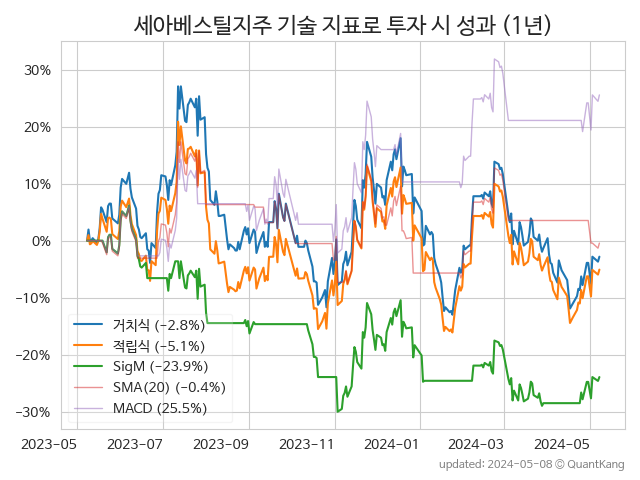 세아베스틸지주 기술 지표로 투자 시 성과 (1년)
30%
20%
10%
0%
−10%
−20%
−30%
거치식 (−2.8%)
적립식 (−5.1%)
SigM (−23.9%)
SMA(20) (−0.4%)
MACD (25.5%)
2023−05
2023−07
2023−09
2023−11
2024−01
2024−03
2024−05
updated: 2024−05−08 ⓒ QuantKang